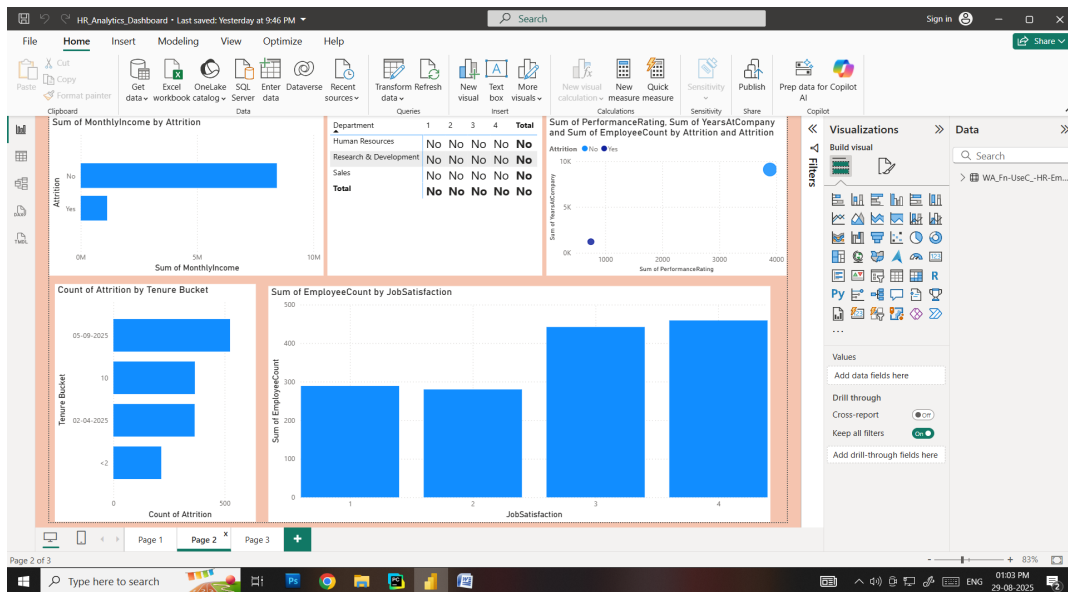 HR_Analytics_Dashboard • Last saved: Yesterday at 9:46 PM
Search
Sign in
File Home Insert Modeling View Optimize Help
Share
Paste
Cut
Copy
Format painter
Clipboard
Get data
Excel workbook
OneLake catalog
SQL Server
Enter data
Dataverse
Recent sources
Data
Transform data
Refresh
Queries
New visual
Text box
More visuals
Insert
New visual calculation
New measure
Quick measure
Calculations
Sensitivity
Sensitivity
Publish
Share
Prep data for AI
Copilot
Copilot
Sum of MonthlyIncome by Attrition
Attrition
No
Yes
0M 5M 10M
Sum of MonthlyIncome
Department 1 2 3 4 Total
Human Resources No No No No No
Research & Development No No No No No
Sales No No No No No
Total No No No No No
Sum of PerformanceRating, Sum of YearsAtCompany
and Sum of EmployeeCount by Attrition and Attrition
Attrition No Yes
Sum of YearsAtCompany
10K
5K
0K
1000 2000 3000 4000
Sum of PerformanceRating
Count of Attrition by Tenure Bucket
Tenure Bucket
05-09-2025
10
02-04-2025
<2
0 500
Count of Attrition
Sum of EmployeeCount by JobSatisfaction
Sum of EmployeeCount
500
400
300
200
100
0
1 2 3 4
JobSatisfaction
Filters
Visualizations
Build visual
R
Py
...
Values
Add data fields here
Drill through
Cross-report
Off
Keep all filters
On
Add drill-through fields here
Data
Search
WA_Fn-UseC_-HR-Em...
Page 1 Page 2 Page 3
Page 2 of 3
83%
Type here to search
Ps
ENG
01:03 PM
29-08-2025
2